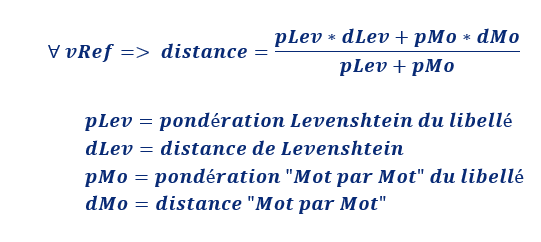 ∀ vRef => distance = pLev * dLev + pMo * dMo
pLev + pMo
pLev = pondération Levenshtein du libellé
dLev = distance de Levenshtein
pMo = pondération "Mot par Mot" du libellé
dMo = distance "Mot par Mot"